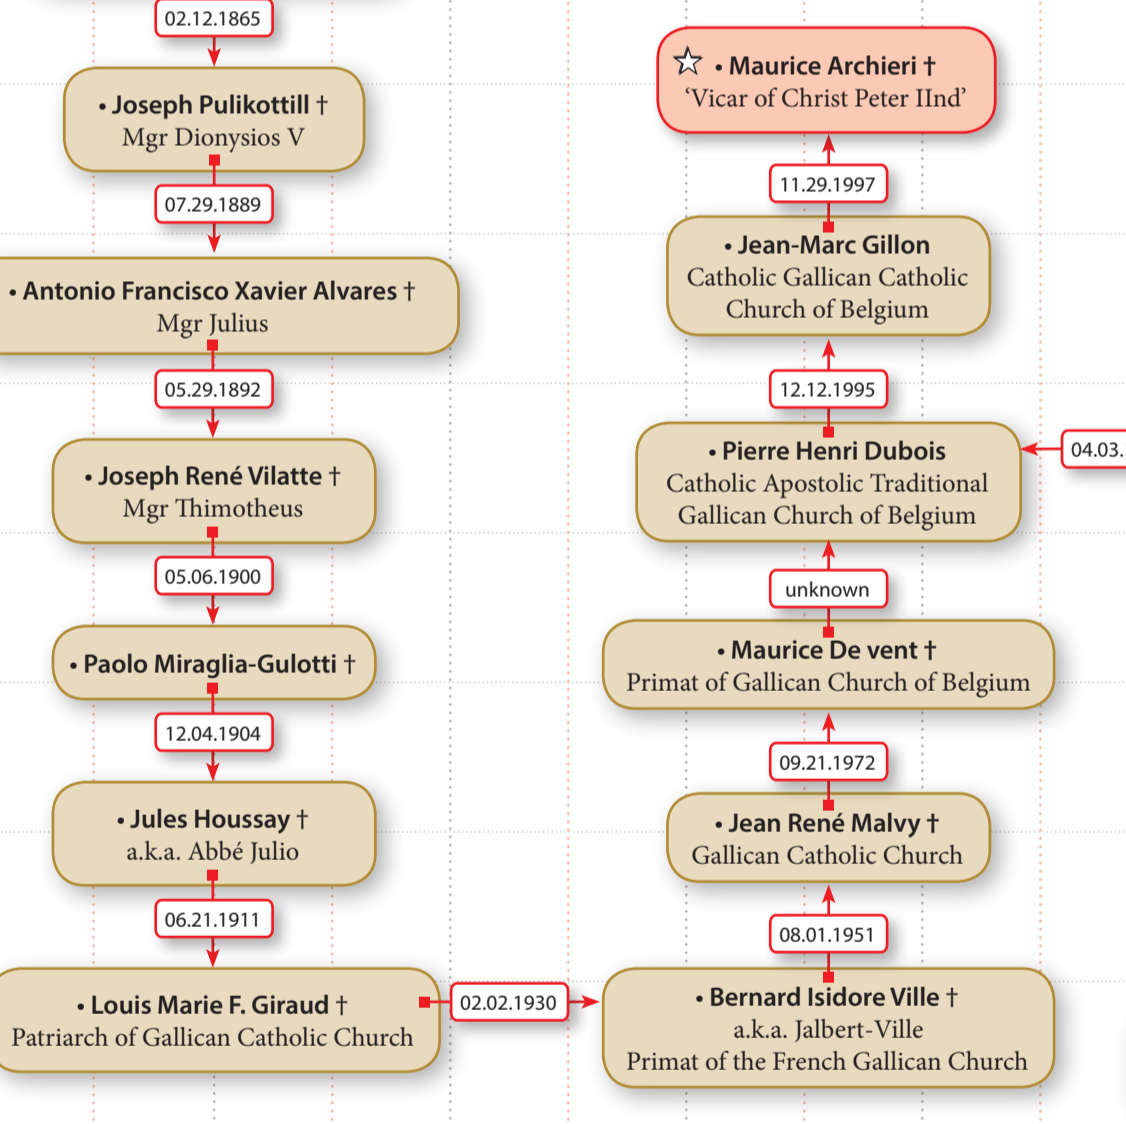 02.12.1865
• Joseph Pulikottill †
Mgr Dionysios V
07.29.1889
• Antonio Francisco Xavier Alvares †
Mgr Julius
05.29.1892
• Joseph René Vilatte †
Mgr Thimotheus
05.06.1900
• Paolo Miraglia-Gulotti †
12.04.1904
• Jules Houssay †
a.k.a. Abbé Julio
06.21.1911
• Louis Marie F. Giraud †
Patriarch of Gallican Catholic Church
02.02.1930
• Maurice Archieri †
‘Vicar of Christ Peter IInd’
11.29.1997
• Jean-Marc Gillon
Catholic Gallican Catholic
Church of Belgium
12.12.1995
• Pierre Henri Dubois
Catholic Apostolic Traditional
Gallican Church of Belgium
04.03.
unknown
• Maurice De vent †
Primat of Gallican Church of Belgium
09.21.1972
• Jean René Malvy †
Gallican Catholic Church
08.01.1951
• Bernard Isidore Ville †
a.k.a. Jalbert-Ville
Primat of the French Gallican Church